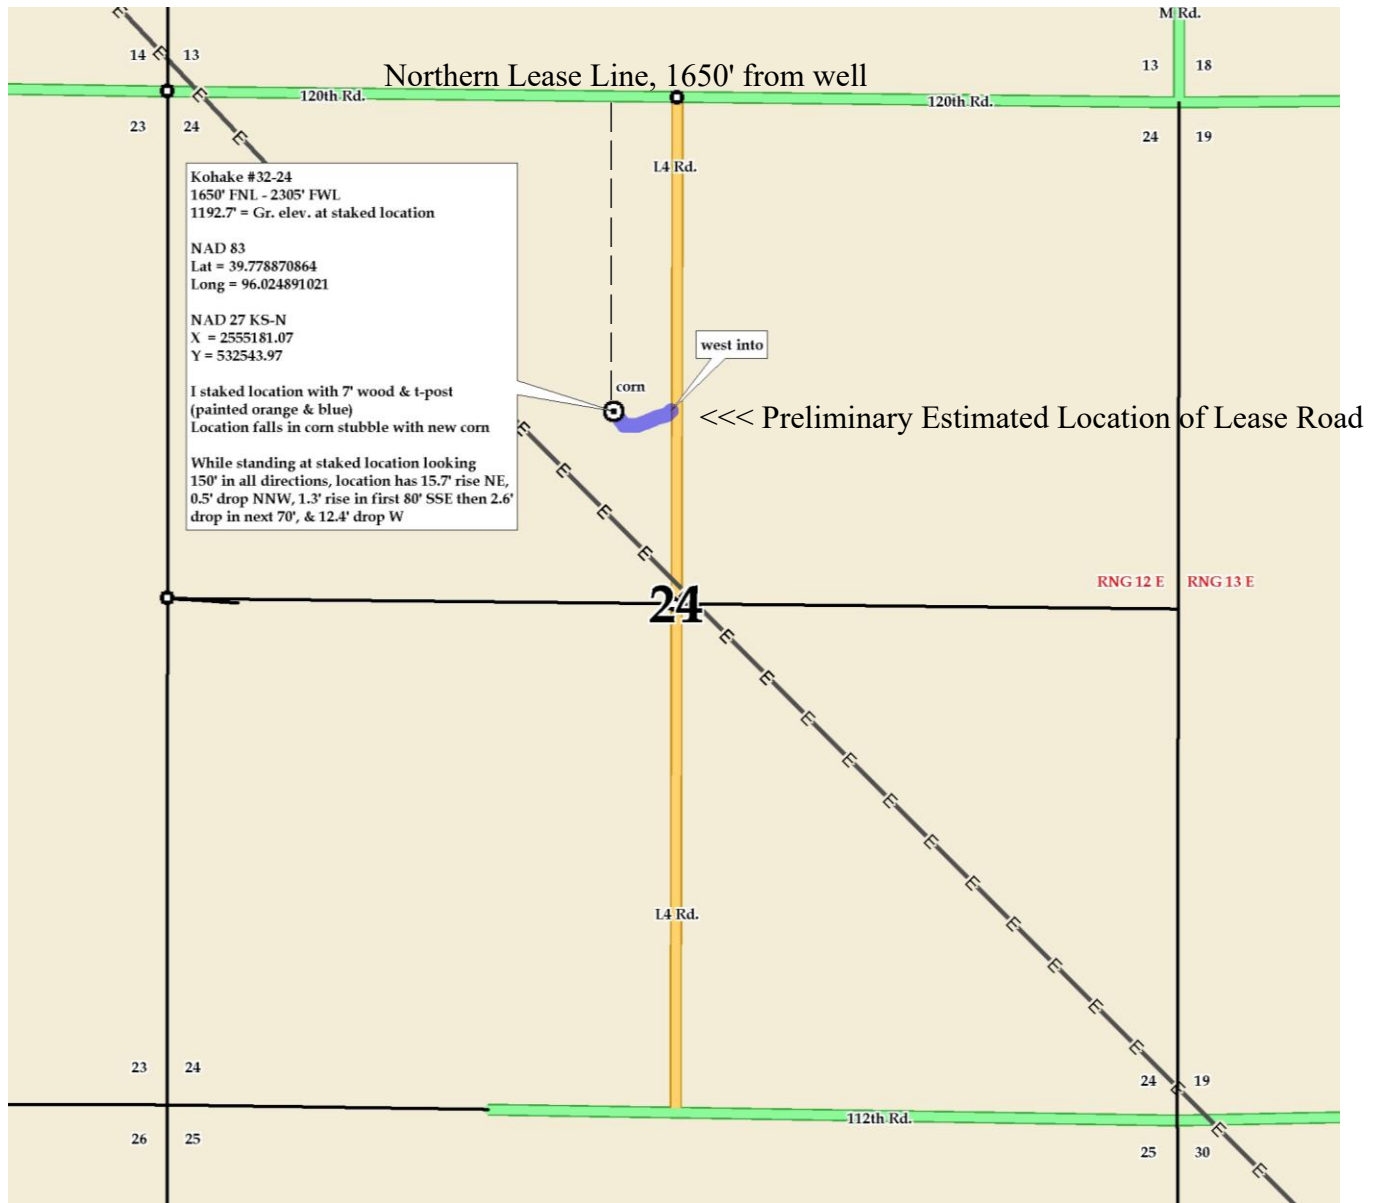 M Rd.
14 E 13
13 18
Northern Lease Line, 1650' from well
E
120th Rd.
120th Rd.
23 24
E
24 19
L4 Rd.
Kohake #32-24
1650' FNL - 2305' FWL
1192.7' = Gr. elev. at staked location
NAD 83
Lat = 39.778870864
Long = 96.024891021
NAD 27 KS-N
X = 2555181.07
Y = 532543.97
I staked location with 7' wood & t-post
(painted orange & blue)
Location falls in corn stubble with new corn
While standing at staked location looking
150' in all directions, location has 15.7' rise NE,
0.5' drop NNW, 1.3' rise in first 80' SSE then 2.6'
drop in next 70', & 12.4' drop W
west into
corn
<<< Preliminary Estimated Location of Lease Road
E
E
E
E
RNG 12 E RNG 13 E
24
E
E
E
E
E
E
E
E
L4 Rd.
E
E
E
23 24
24 E 19
112th Rd.
E
26 25
25 30
E